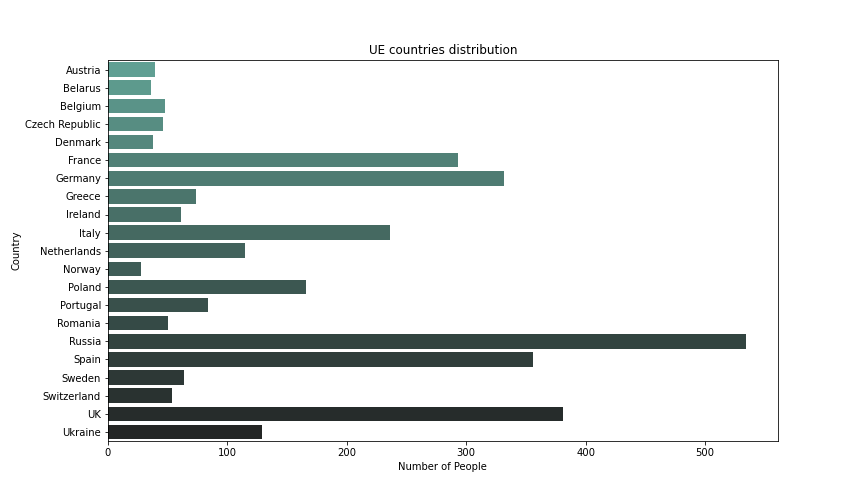 UE countries distribution
Country
Austria
Belarus
Belgium
Czech Republic
Denmark
France
Germany
Greece
Ireland
Italy
Netherlands
Norway
Poland
Portugal
Romania
Russia
Spain
Sweden
Switzerland
UK
Ukraine
0 100 200 300 400 500
Number of People